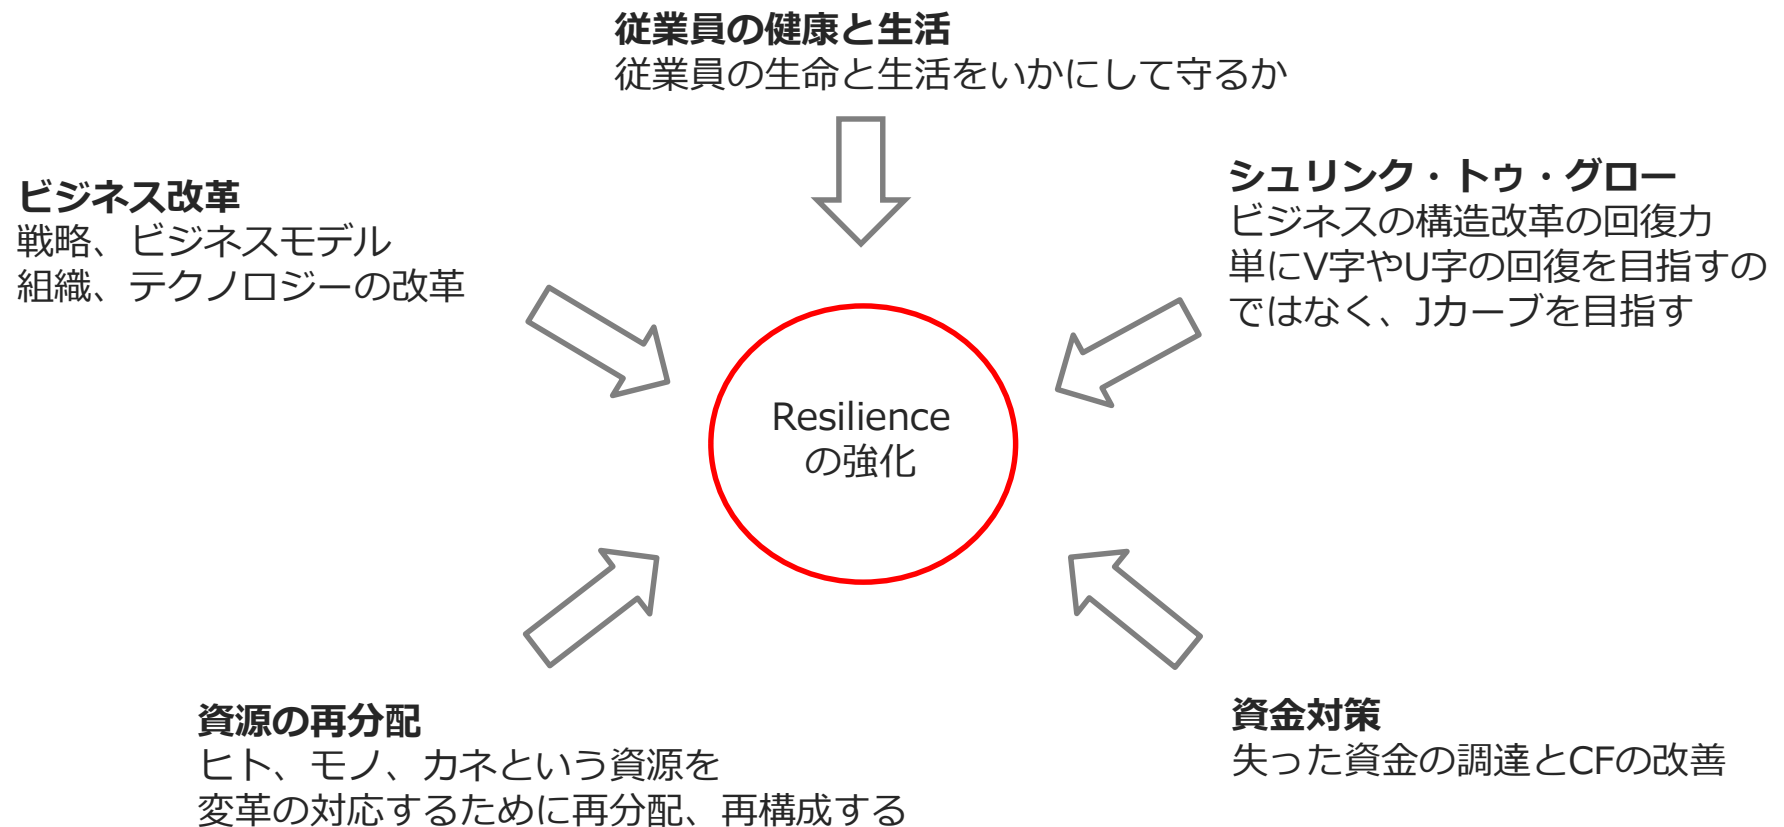 従業員の健康と生活
従業員の生命と生活をいかにして守るか
ビジネス改革
戦略、ビジネスモデル
組織、テクノロジーの改革
シュリンク・トゥ・グロー
ビジネスの構造改革の回復力
単にV字やU字の回復を目指すの
ではなく、Jカーブを目指す
Resilience
の強化
資源の再分配
ヒト、モノ、カネという資源を
変革の対応するために再分配、再構成する
資金対策
失った資金の調達とCFの改善